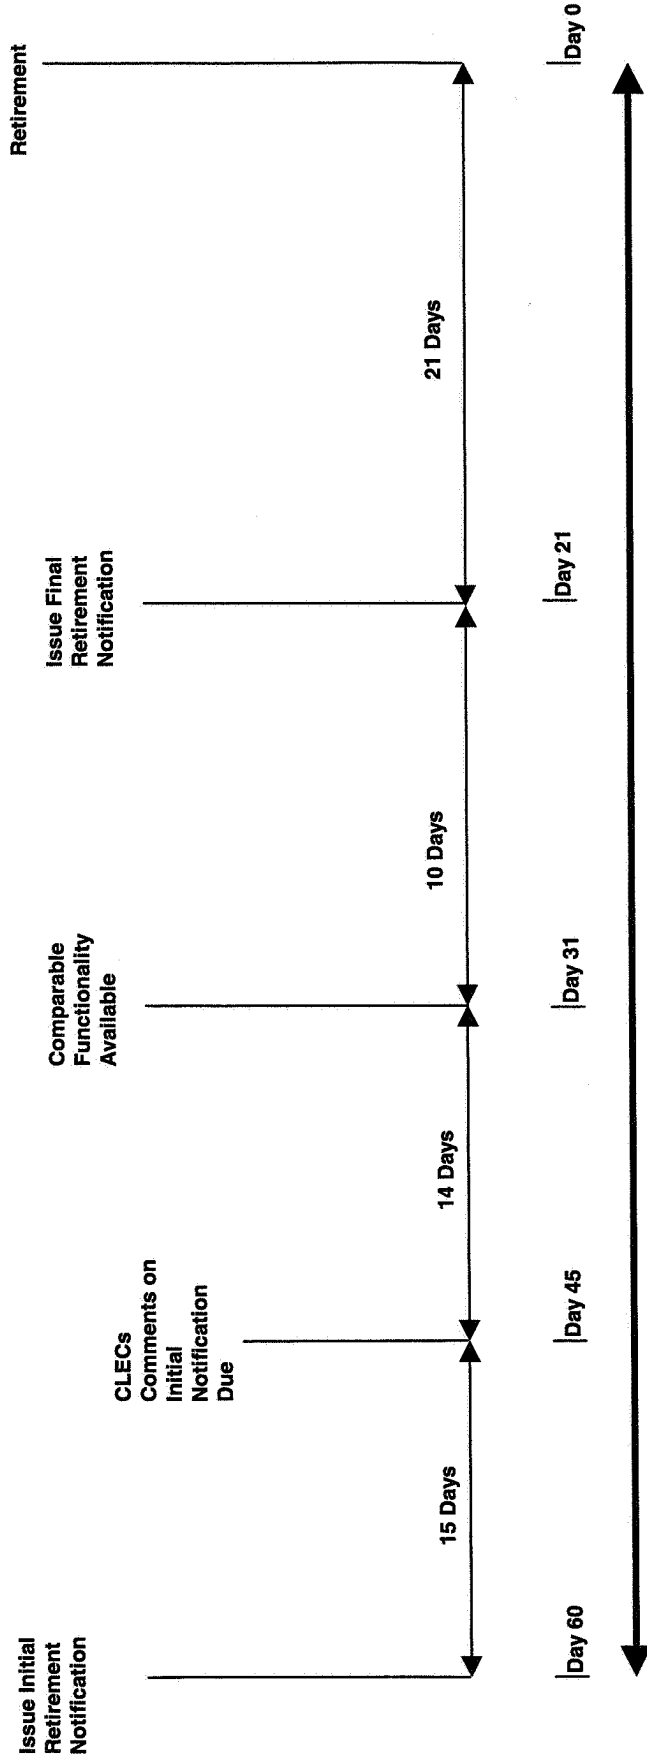 Issue Initial
Retirement
Notification
CLECs
Comments on
Initial
Notification
Due
Comparable
Functionality
Available
Issue Final
Retirement
Notification
Retirement
15 Days
14 Days
10 Days
21 Days
Day 60
Day 45
Day 31
Day 21
Day 0